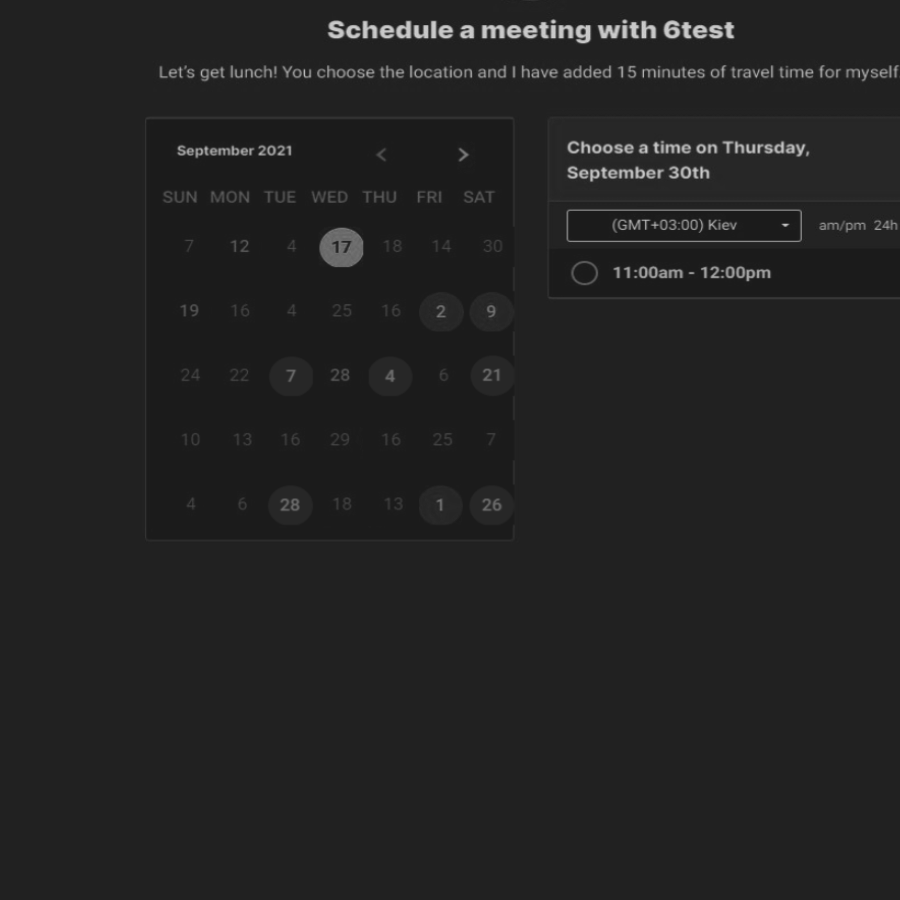 Schedule a meeting with 6test
Let's get lunch! You choose the location and I have added 15 minutes of travel time for myself
September 2021 < >
SUN MON TUE WED THU FRI SAT
7 12 4 17 18 14 30
19 16 4 25 16 2 9
24 22 7 28 4 6 21
10 13 16 29 16 25 7
4 6 28 18 13 1 26
Choose a time on Thursday,
September 30th
(GMT+03:00) Kiev am/pm 24h
11:00am - 12:00pm